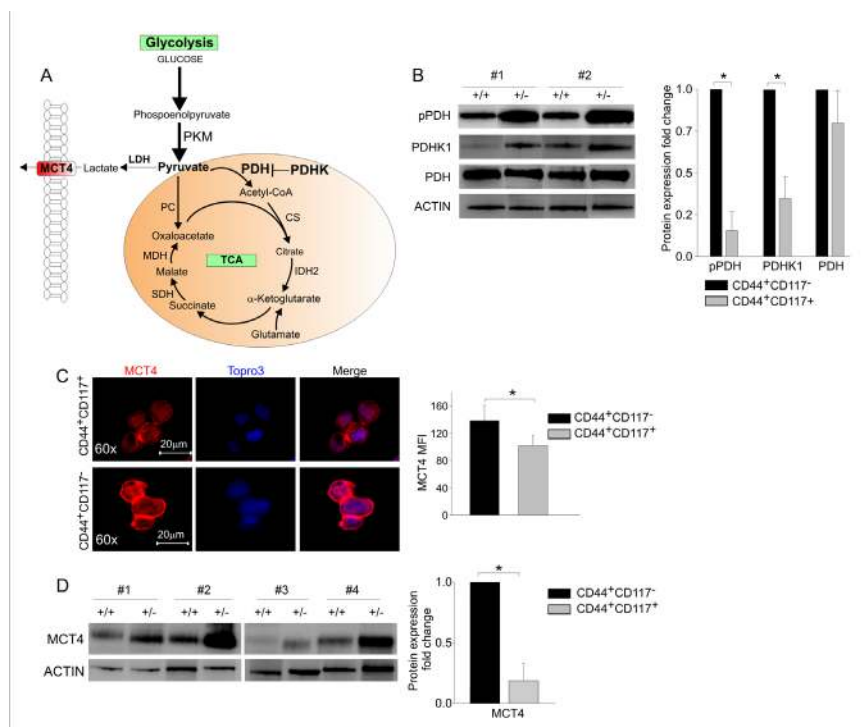 A
Glycolysis
GLUCOSE
Phospoenolpyruvate
PKM
MCT4
Lactate
LDH
Pyruvate
PDH
PDHK
Acetyl-CoA
PC
CS
Oxaloacetate
Citrate
MDH
TCA
IDH2
Malate
SDH
α-Ketoglutarate
Succinate
Glutamate
B
#1 #2
+/+ +/- +/+ +/-
pPDH
PDHK1
PDH
ACTIN
Protein expression fold change
1.0
0.7
0.5
0.2
0.0
* *
pPDH PDHK1 PDH
CD44+CD117-
CD44+CD117+
C
MCT4 Topro3 Merge
CD44+CD117+
60x 20μm
CD44+CD117-
60x 20μm
MCT4 MFI
160
120
80
40
0
*
CD44+CD117-
CD44+CD117+
D
#1 #2 #3 #4
+/+ +/- +/+ +/- +/+ +/- +/+ +/-
MCT4
ACTIN
Protein expression
fold change
1.0
0.5
0.0
*
MCT4
CD44+CD117-
CD44+CD117+